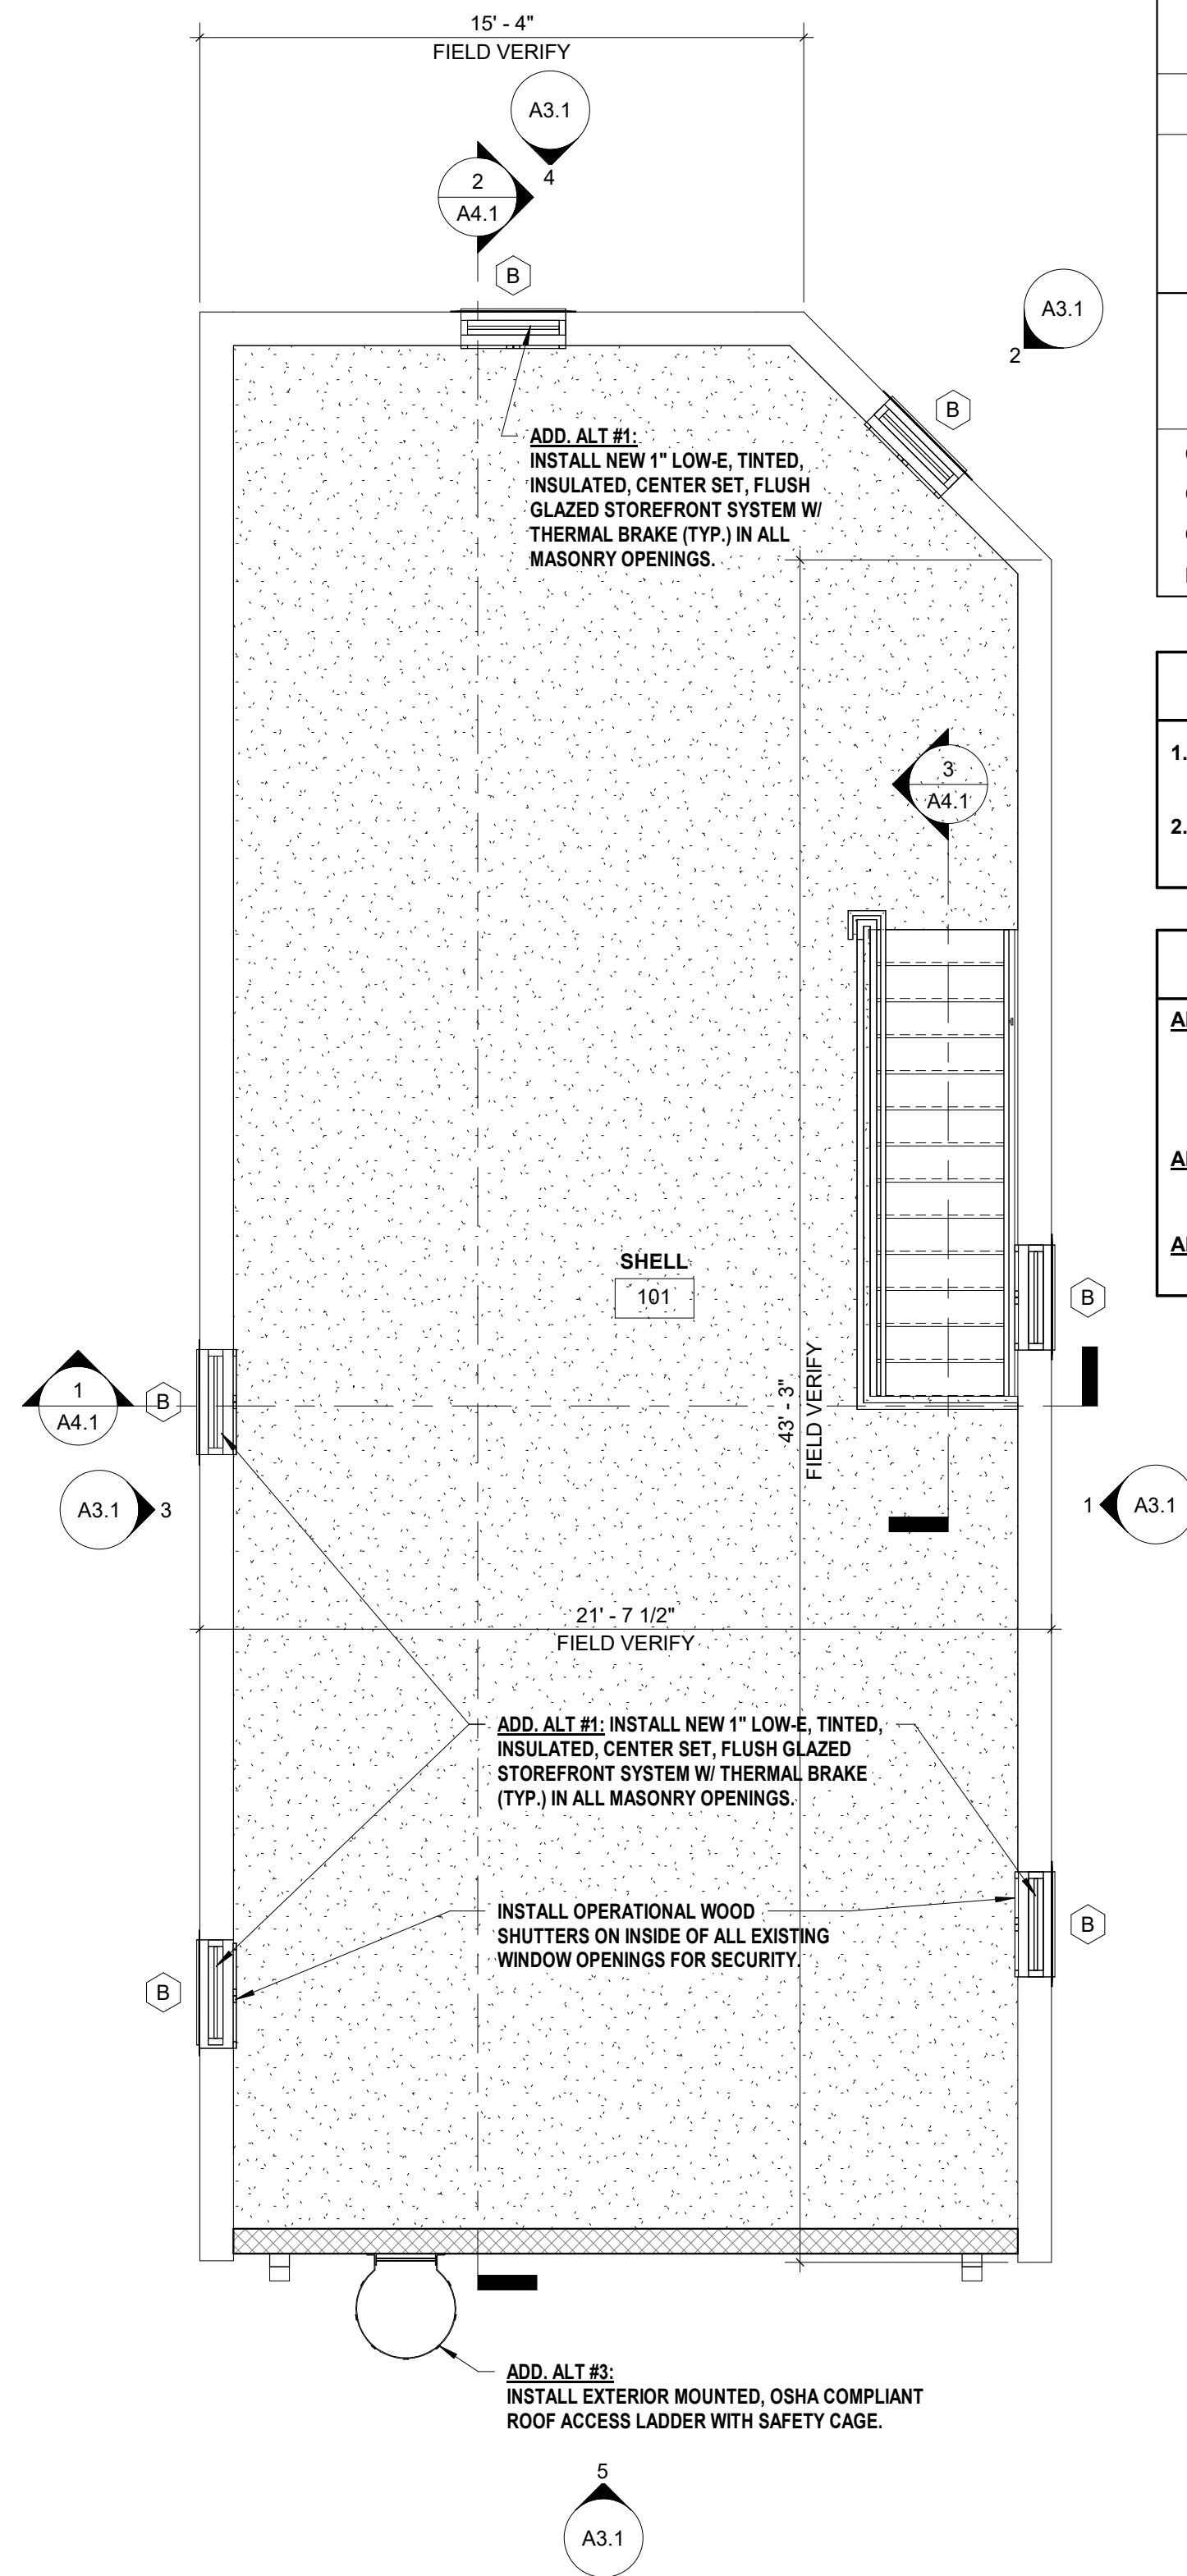 15' - 4"
FIELD VERIFY
A3.1
4
2
A4.1
B
A3.1
2
B
ADD. ALT #1:
INSTALL NEW 1" LOW-E, TINTED,
INSULATED, CENTER SET, FLUSH
GLAZED STOREFRONT SYSTEM W/
THERMAL BRAKE (TYP.) IN ALL
MASONRY OPENINGS.
1.
2.
3
A4.1
SHELL
101
B
43' - 3"
FIELD VERIFY
1
A4.1
B
A3.1
3
1
A3.1
21' - 7 1/2"
FIELD VERIFY
ADD. ALT #1: INSTALL NEW 1" LOW-E, TINTED,
INSULATED, CENTER SET, FLUSH GLAZED
STOREFRONT SYSTEM W/ THERMAL BRAKE
(TYP.) IN ALL MASONRY OPENINGS.
INSTALL OPERATIONAL WOOD
SHUTTERS ON INSIDE OF ALL EXISTING
WINDOW OPENINGS FOR SECURITY.
B
B
ADD. ALT #3:
INSTALL EXTERIOR MOUNTED, OSHA COMPLIANT
ROOF ACCESS LADDER WITH SAFETY CAGE.
5
A3.1